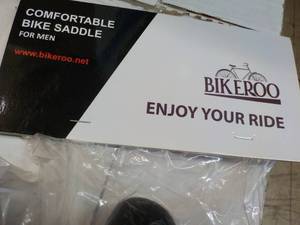 COMFORTABLE
BIKE SADDLE
FOR MEN
www.bikeroo.net
BIKEROO
ENJOY YOUR RIDE